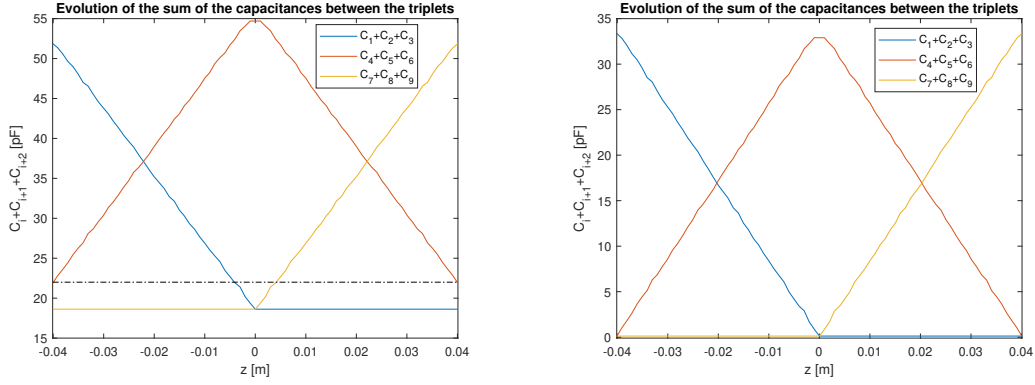 Evolution of the sum of the capacitances between the triplets
C1+C2+C3
C4+C5+C6
C7+C8+C9
Ci+Ci+1+Ci+2 [pF]
55
50
45
40
35
30
25
20
15
-0.04 -0.03 -0.02 -0.01 0 0.01 0.02 0.03 0.04
z [m]
Evolution of the sum of the capacitances between the triplets
C1+C2+C3
C4+C5+C6
C7+C8+C9
Ci+Ci+1+Ci+2 [pF]
35
30
25
20
15
10
5
0
-0.04 -0.03 -0.02 -0.01 0 0.01 0.02 0.03 0.04
z [m]